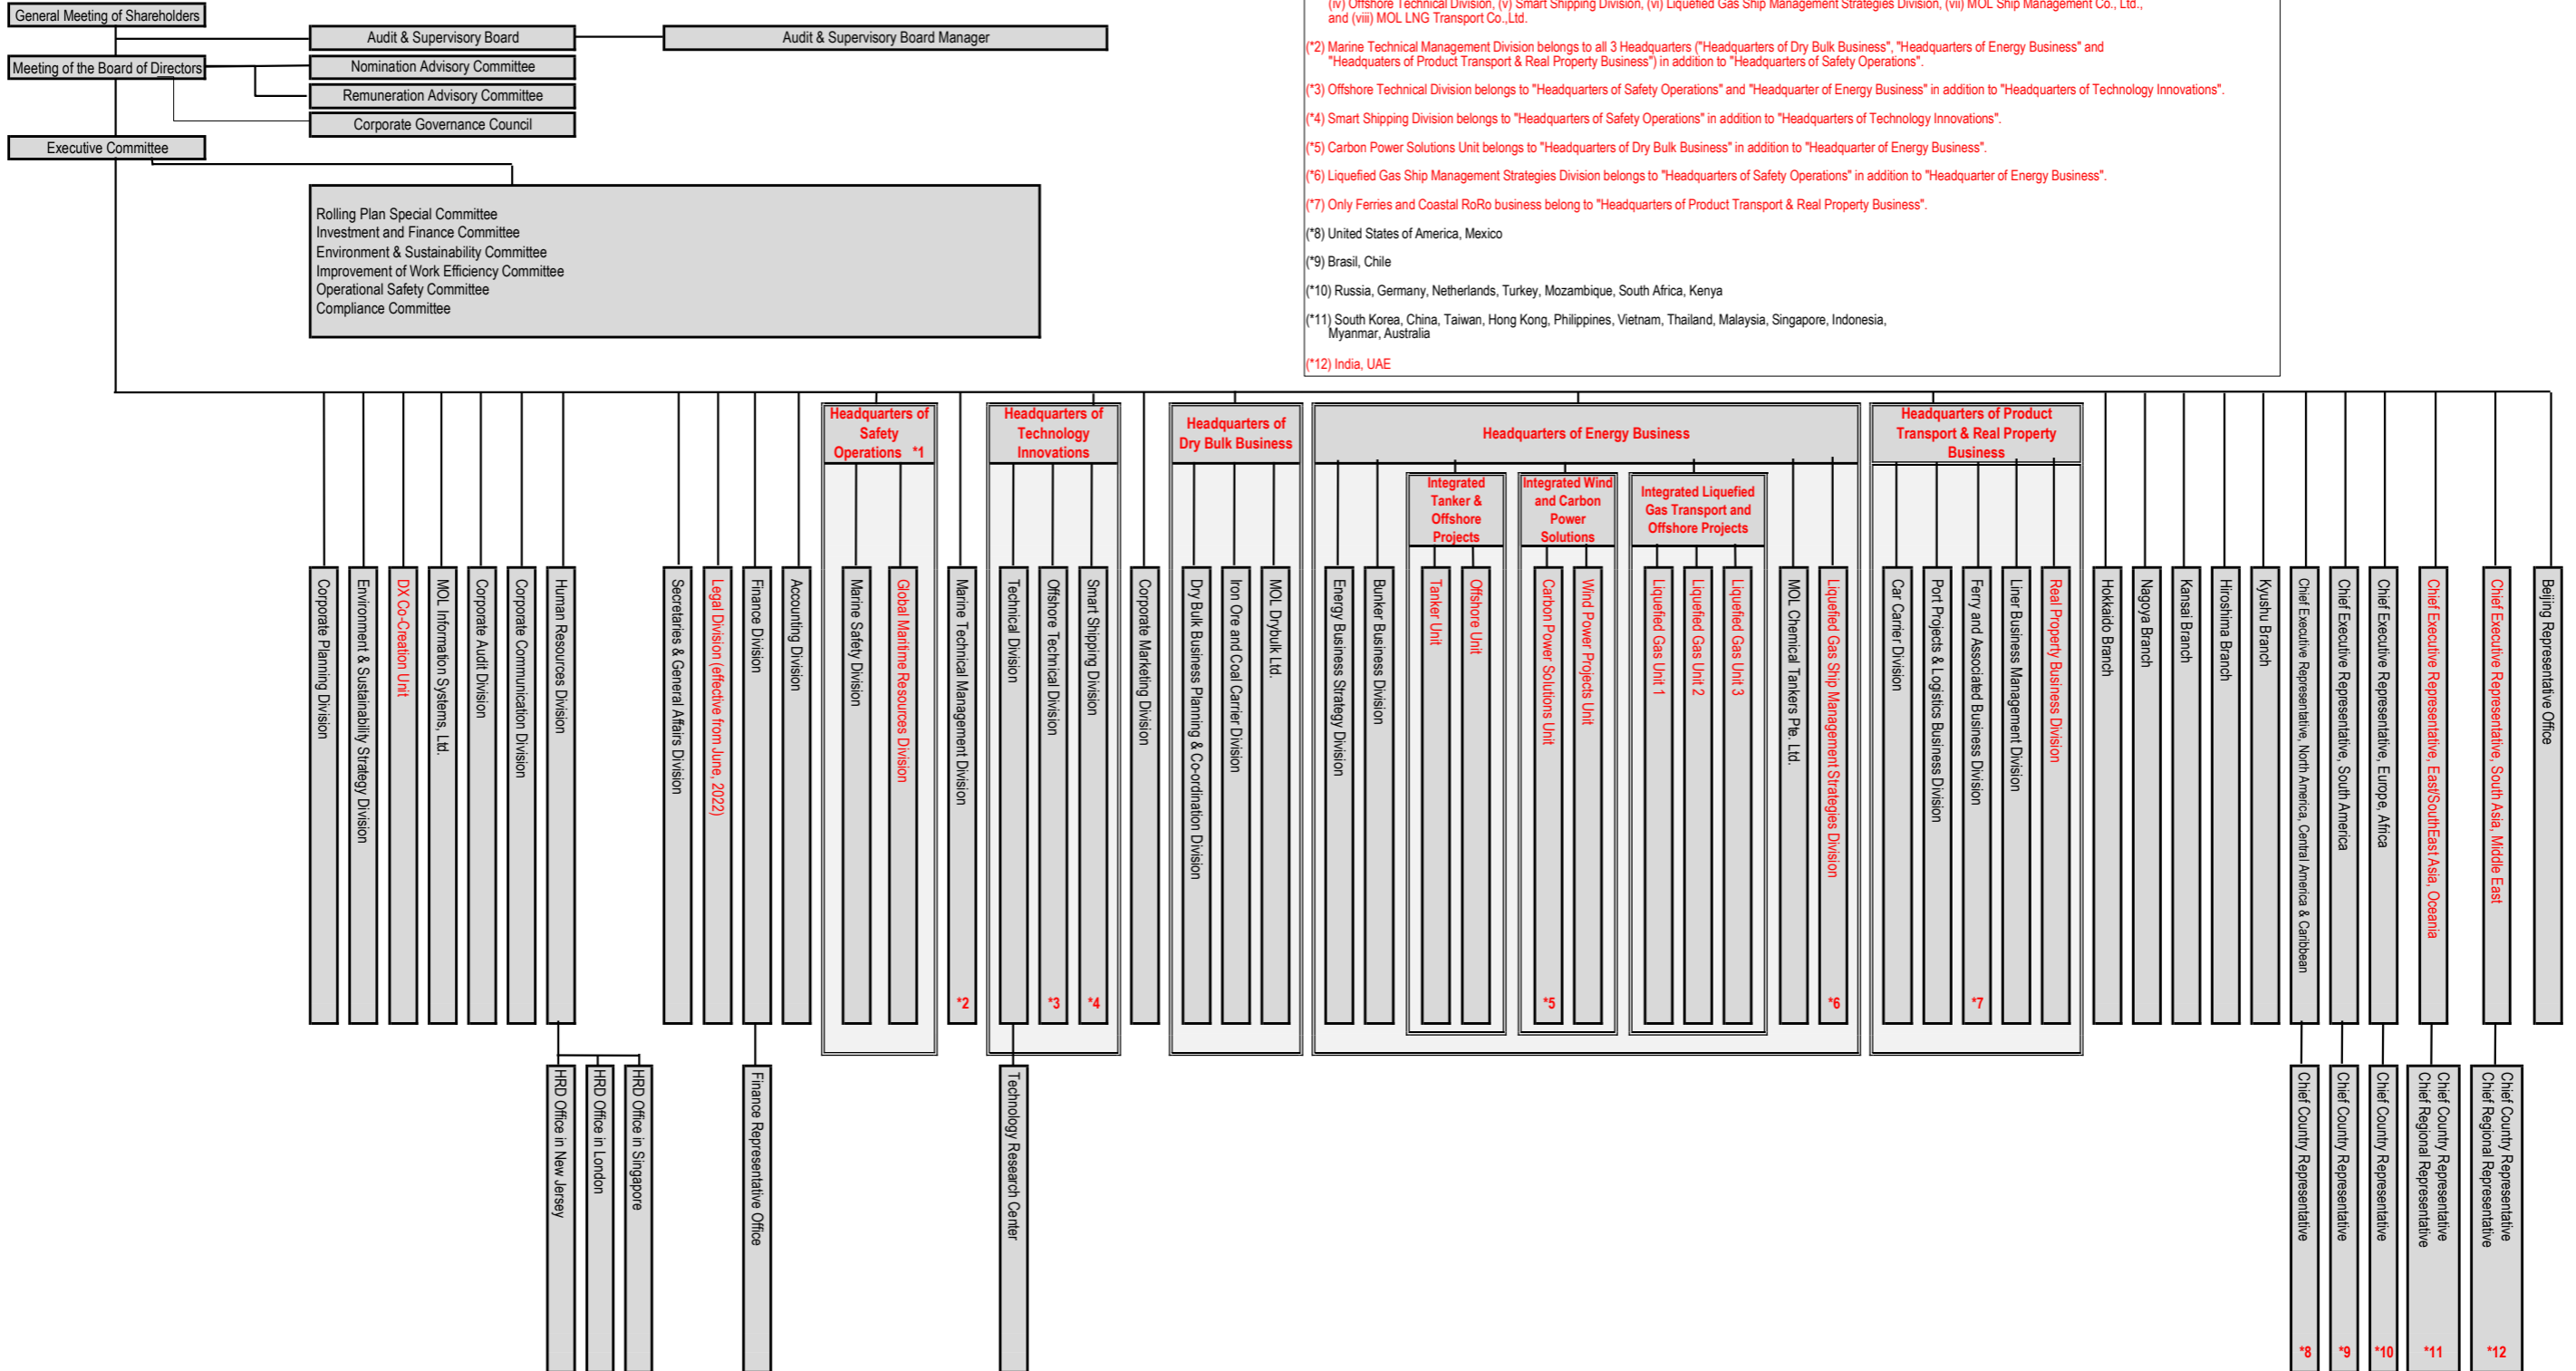 General Meeting of Shareholders
Audit & Supervisory Board
Audit & Supervisory Board Manager
Meeting of the Board of Directors
Nomination Advisory Committee
Remuneration Advisory Committee
Corporate Governance Council
Executive Committee
Rolling Plan Special Committee
Investment and Finance Committee
Environment & Sustainability Committee
Improvement of Work Efficiency Committee
Operational Safety Committee
Compliance Committee
(iv) Offshore Technical Division, (v) Smart Shipping Division, (vi) Liquefied Gas Ship Management Strategies Division, (vii) MOL Ship Management Co., Ltd.,
and (viii) MOL LNG Transport Co.,Ltd.
(*2) Marine Technical Management Division belongs to all 3 Headquarters ("Headquarters of Dry Bulk Business", "Headquarters of Energy Business" and
"Headquaters of Product Transport & Real Property Business") in addition to "Headquarters of Safety Operations".
(*3) Offshore Technical Division belongs to "Headquarters of Safety Operations" and "Headquarter of Energy Business" in addition to "Headquarters of Technology Innovations".
(*4) Smart Shipping Division belongs to "Headquarters of Safety Operations" in addition to "Headquarters of Technology Innovations".
(*5) Carbon Power Solutions Unit belongs to "Headquarters of Dry Bulk Business" in addition to "Headquarter of Energy Business".
(*6) Liquefied Gas Ship Management Strategies Division belongs to "Headquarters of Safety Operations" in addition to "Headquarter of Energy Business".
(*7) Only Ferries and Coastal RoRo business belong to "Headquarters of Product Transport & Real Property Business".
(*8) United States of America, Mexico
(*9) Brasil, Chile
(*10) Russia, Germany, Netherlands, Turkey, Mozambique, South Africa, Kenya
(*11) South Korea, China, Taiwan, Hong Kong, Philippines, Vietnam, Thailand, Malaysia, Singapore, Indonesia,
Myanmar, Australia
(*12) India, UAE
Headquarters of
Safety
Operations *1
Headquarters of
Technology
Innovations
Headquarters of
Dry Bulk Business
Headquarters of Energy Business
Headquarters of Product
Transport & Real Property
Business
Integrated
Tanker &
Offshore
Projects
Integrated Wind
and Carbon
Power
Solutions
Integrated Liquefied
Gas Transport and
Offshore Projects
Corporate Planning Division
Environment & Sustainability Strategy Division
DX Co-Creation Unit
MOL Information Systems, Ltd.
Corporate Audit Division
Corporate Communication Division
Human Resources Division
Secretaries & General Affairs Division
Legal Division (effective from June, 2022)
Finance Division
Accounting Division
Marine Safety Division
Global Maritime Resources Division
Marine Technical Management Division *2
Technical Division
Offshore Technical Division *3
Smart Shipping Division *4
Corporate Marketing Division
Dry Bulk Business Planning & Co-ordination Division
Iron Ore and Coal Carrier Division
MOL Drybulk Ltd.
Energy Business Strategy Division
Bunker Business Division
Tanker Unit
Offshore Unit
Carbon Power Solutions Unit *5
Wind Power Projects Unit
Liquefied Gas Unit 1
Liquefied Gas Unit 2
Liquefied Gas Unit 3
MOL Chemical Tankers Pte. Ltd.
Liquefied Gas Ship Management Strategies Division *6
Car Carrier Division
Port Projects & Logistics Business Division
Ferry and Associated Business Division *7
Liner Business Management Division
Real Property Business Division
Hokkaido Branch
Nagoya Branch
Kansai Branch
Hiroshima Branch
Kyushu Branch
Chief Executive Representative, North America, Central America & Caribbean
Chief Executive Representative, South America
Chief Executive Representative, Europe, Africa
Chief Executive Representative, East/SouthEast Asia, Oceania
Chief Executive Representative, South Asia, Middle East
Beijing Representative Office
HRD Office in New Jersey
HRD Office in London
HRD Office in Singapore
Finance Representative Office
Technology Research Center
Chief Country Representative *8
Chief Country Representative *9
Chief Country Representative *10
Chief Country Representative
Chief Regional Representative
*11
Chief Country Representative
Chief Regional Representative
*12